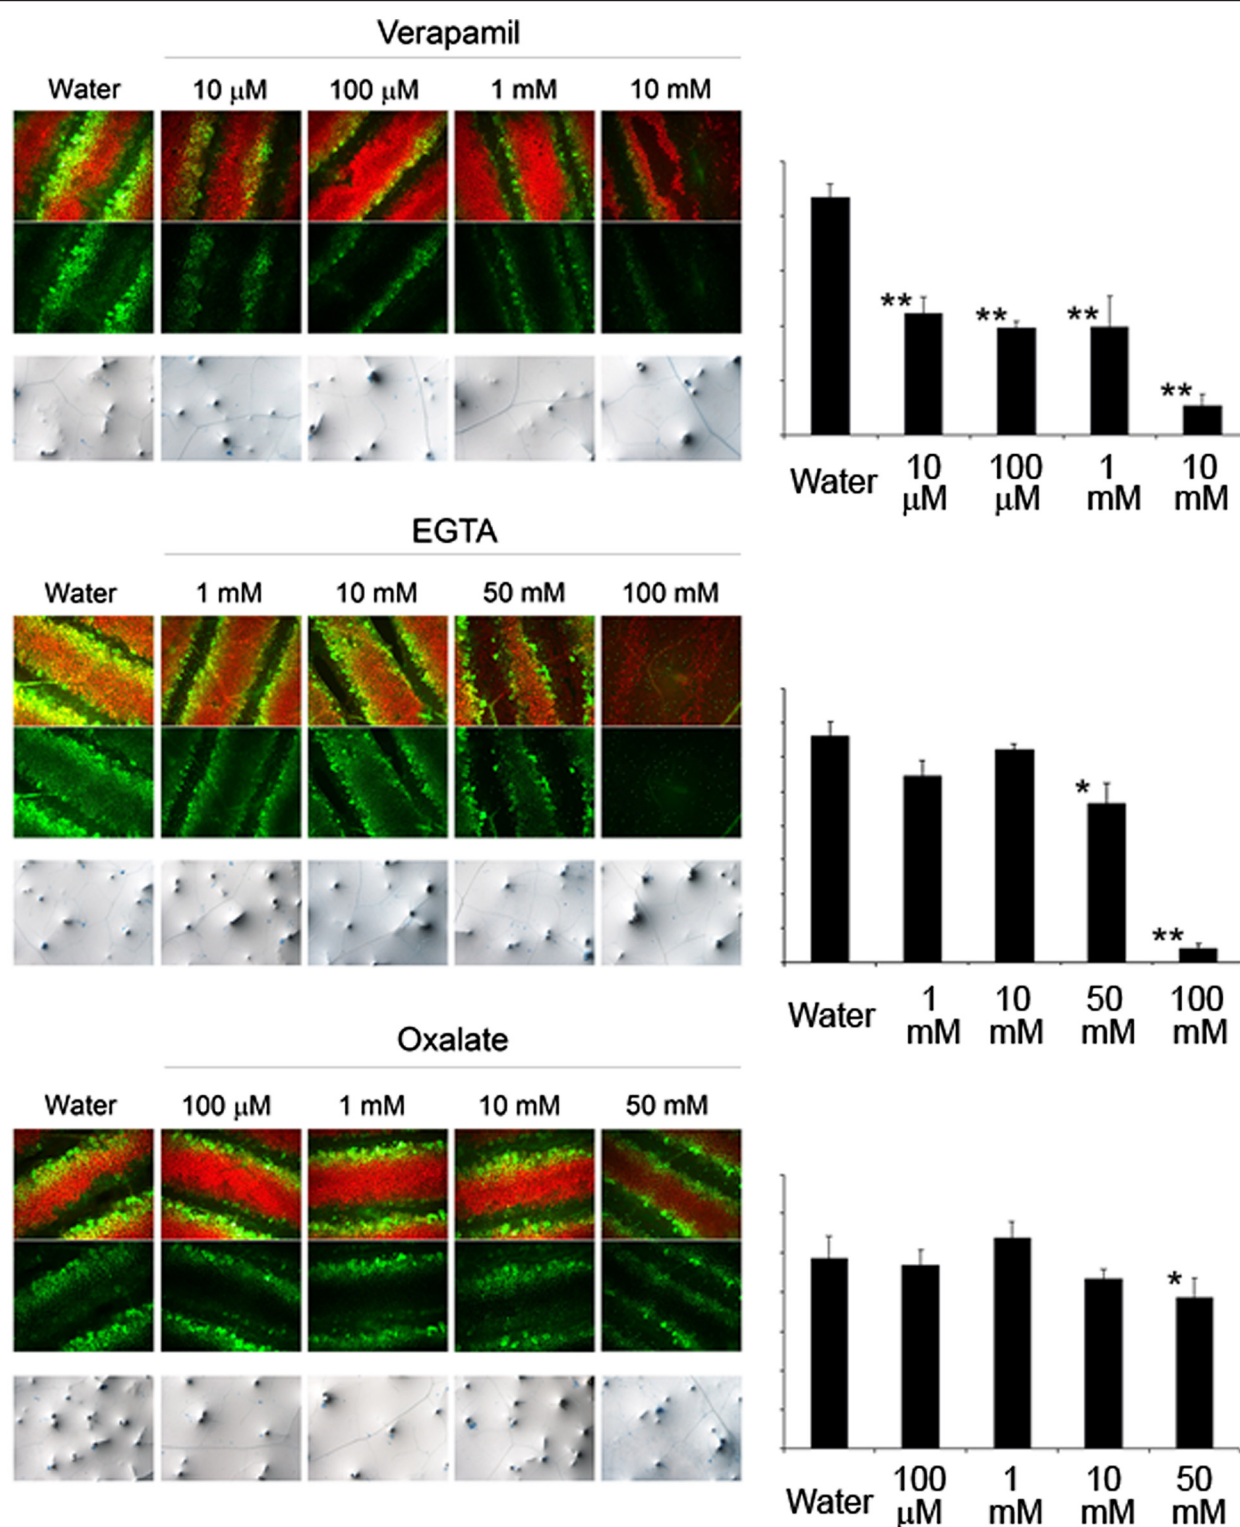 Verapamil
Water 10 μM 100 μM 1 mM 10 mM
** ** ** **
Water 10 μM 100 μM 1 mM 10 mM
EGTA
Water 1 mM 10 mM 50 mM 100 mM
* **
Water 1 mM 10 mM 50 mM 100 mM
Oxalate
Water 100 μM 1 mM 10 mM 50 mM
*
Water 100 μM 1 mM 10 mM 50 mM